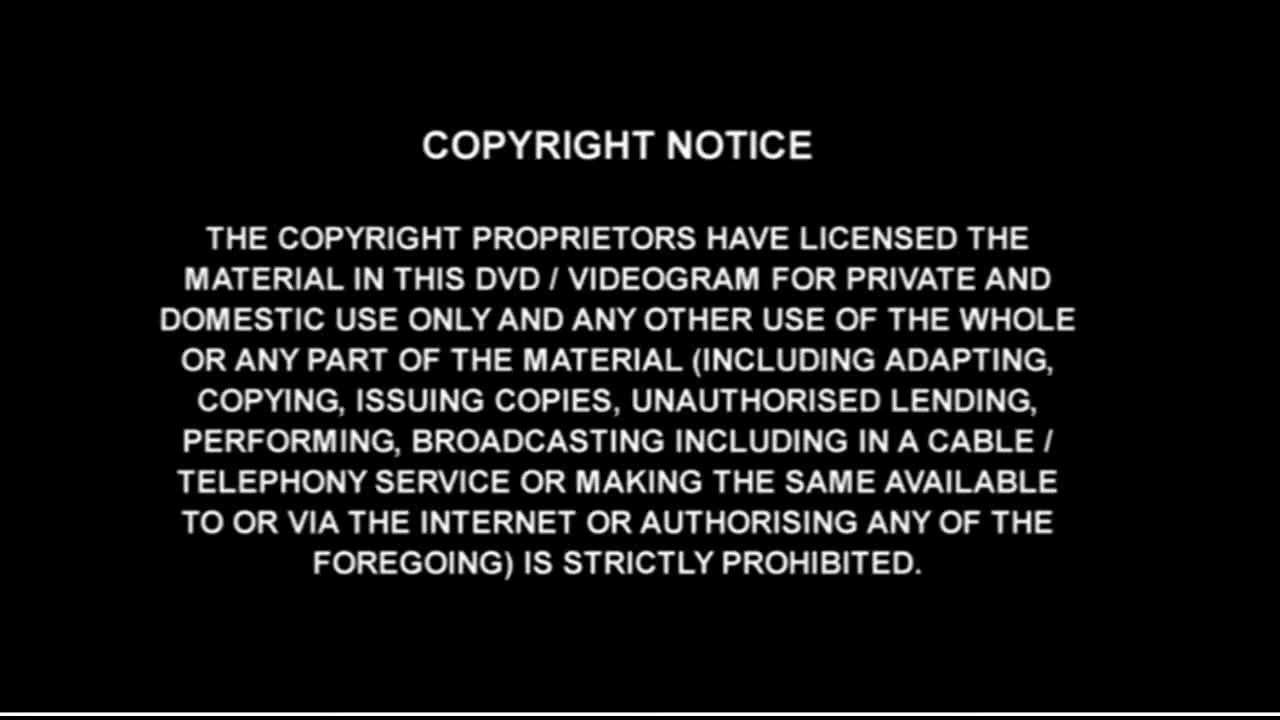 COPYRIGHT NOTICE
THE COPYRIGHT PROPRIETORS HAVE LICENSED THE
MATERIAL IN THIS DVD / VIDEOGRAM FOR PRIVATE AND
DOMESTIC USE ONLY AND ANY OTHER USE OF THE WHOLE
OR ANY PART OF THE MATERIAL (INCLUDING ADAPTING,
COPYING, ISSUING COPIES, UNAUTHORISED LENDING,
PERFORMING, BROADCASTING INCLUDING IN A CABLE /
TELEPHONY SERVICE OR MAKING THE SAME AVAILABLE
TO OR VIA THE INTERNET OR AUTHORISING ANY OF THE
FOREGOING) IS STRICTLY PROHIBITED.